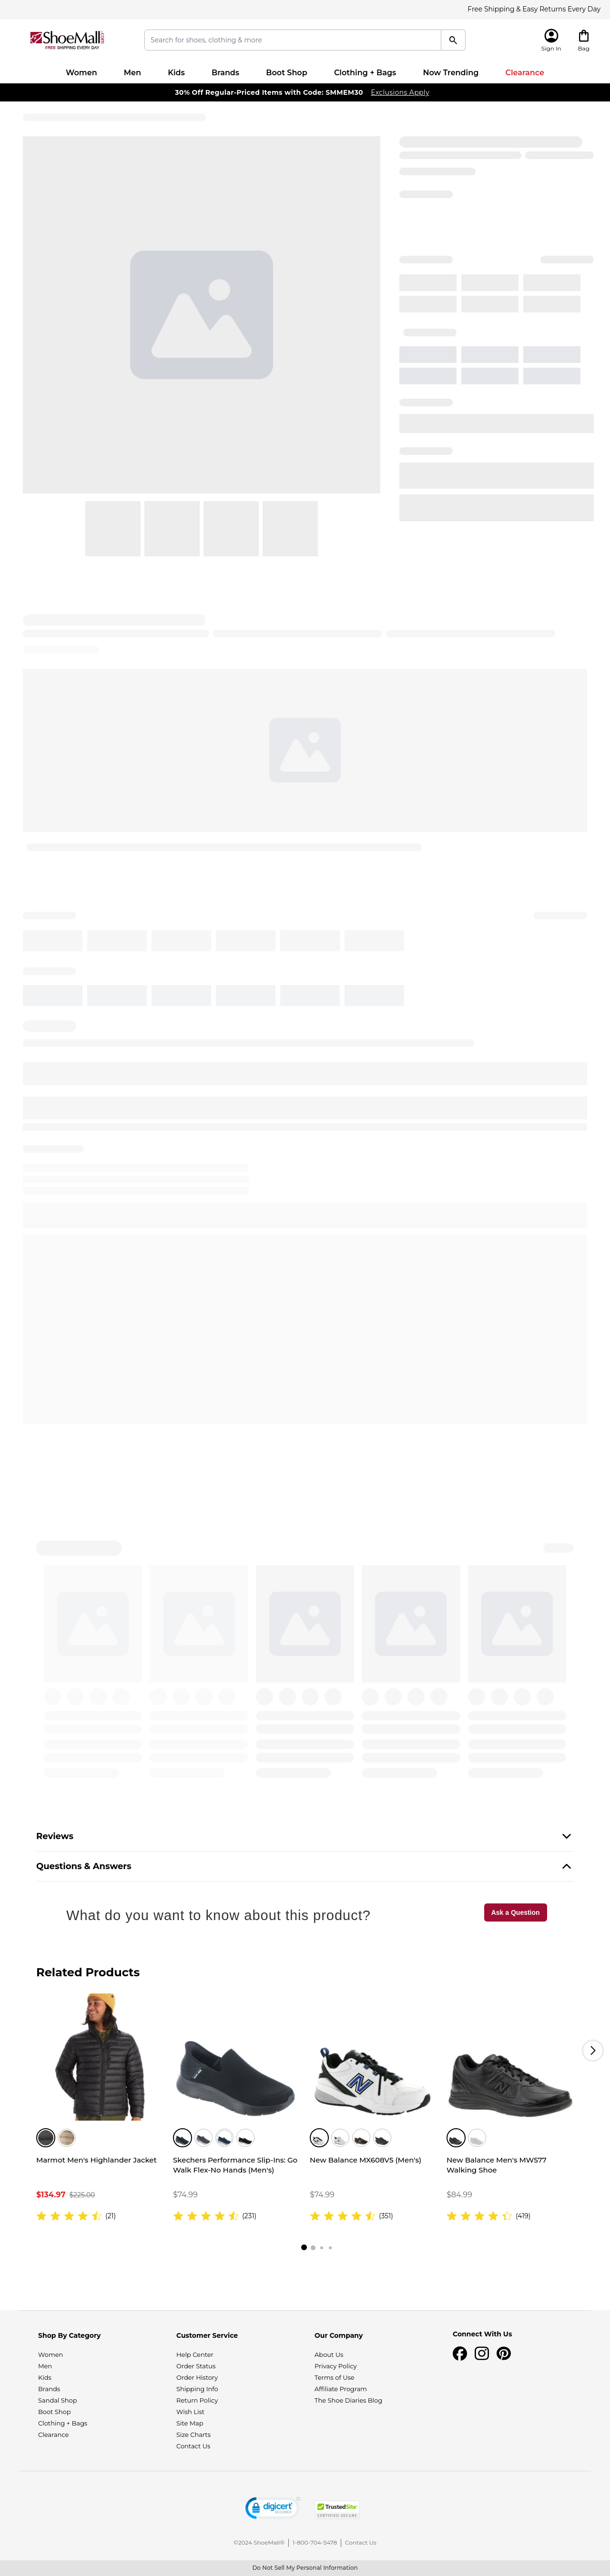 Free Shipping & Easy Returns Every Day
ShoeMall
FREE SHIPPING EVERY DAY
Search for shoes, clothing & more
Sign In
Bag
Women
Men
Kids
Brands
Boot Shop
Clothing + Bags
Now Trending
Clearance
30% Off Regular-Priced Items with Code: SMMEM30 Exclusions Apply
Reviews
Questions & Answers
What do you want to know about this product?
Ask a Question
Related Products
Marmot Men's Highlander Jacket
$134.97 $225.00
(21)
Skechers Performance Slip-Ins: Go
Walk Flex-No Hands (Men's)
$74.99
(231)
New Balance MX608V5 (Men's)
$74.99
(351)
New Balance Men's MW577
Walking Shoe
$84.99
(419)
Shop By Category
Women
Men
Kids
Brands
Sandal Shop
Boot Shop
Clothing + Bags
Clearance
Customer Service
Help Center
Order Status
Order History
Shipping Info
Return Policy
Wish List
Site Map
Size Charts
Contact Us
Our Company
About Us
Privacy Policy
Terms of Use
Affiliate Program
The Shoe Diaries Blog
Connect With Us
digicert
SECURED
TrustedSite
CERTIFIED SECURE
©2024 ShoeMall®
1-800-704-5478
Contact Us
Do Not Sell My Personal Information